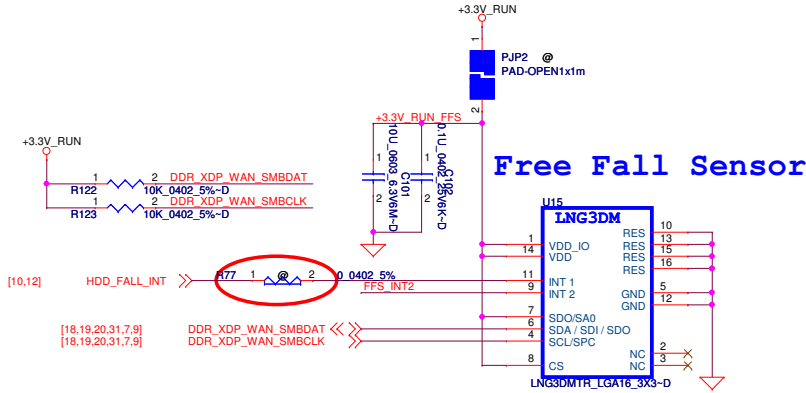 +3.3V_RUN
1
PJP2 @
PAD-OPEN1x1m
2
+3.3V_RUN_FFS
+3.3V_RUN
1 2 DDR_XDP_WAN_SMBDAT
R122 10K_0402_5%~D
1 2 DDR_XDP_WAN_SMBCLK
R123 10K_0402_5%~D
1
2
C101
10U_0603_6.3V6M~D
1
2
C102
0.1U_0402_25V6K~D
Free Fall Sensor
U15
LNG3DM
1 VDD_IO
14 VDD
11 INT 1
9 INT 2
7 SDO/SA0
6 SDA / SDI / SDO
4 SCL/SPC
8 CS
RES 10
RES 13
RES 15
RES 16
GND 5
GND 12
NC 2
NC 3
LNG3DMTR_LGA16_3X3~D
[10,12] HDD_FALL_INT
R77 1 @ 2 0_0402_5%
FFS_INT2
[18,19,20,31,7,9] DDR_XDP_WAN_SMBDAT
[18,19,20,31,7,9] DDR_XDP_WAN_SMBCLK